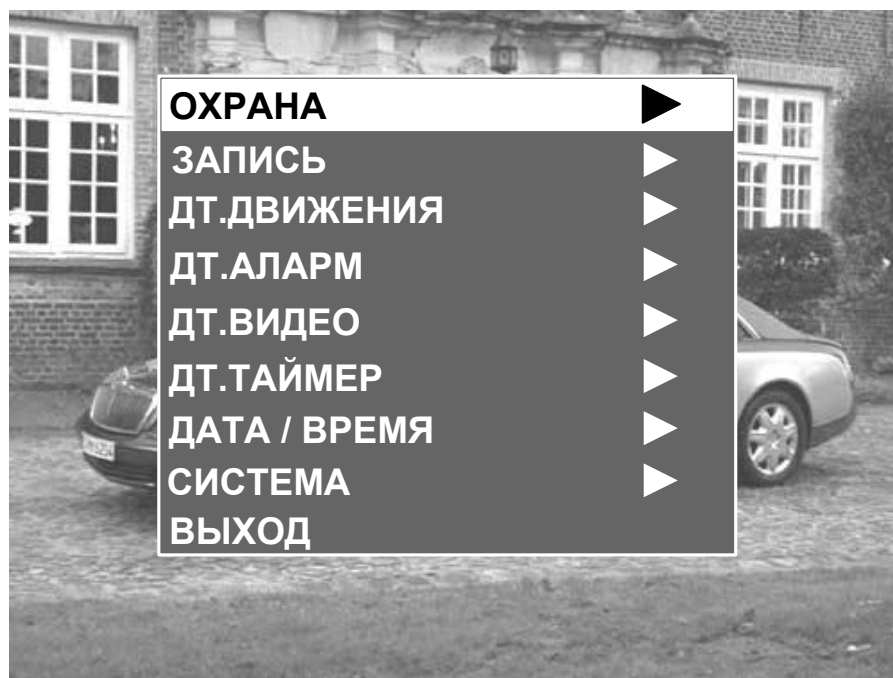 ОХРАНА
ЗАПИСЬ
ДТ.ДВИЖЕНИЯ
ДТ.АЛАРМ
ДТ.ВИДЕО
ДТ.ТАЙМЕР
ДАТА / ВРЕМЯ
СИСТЕМА
ВЫХОД